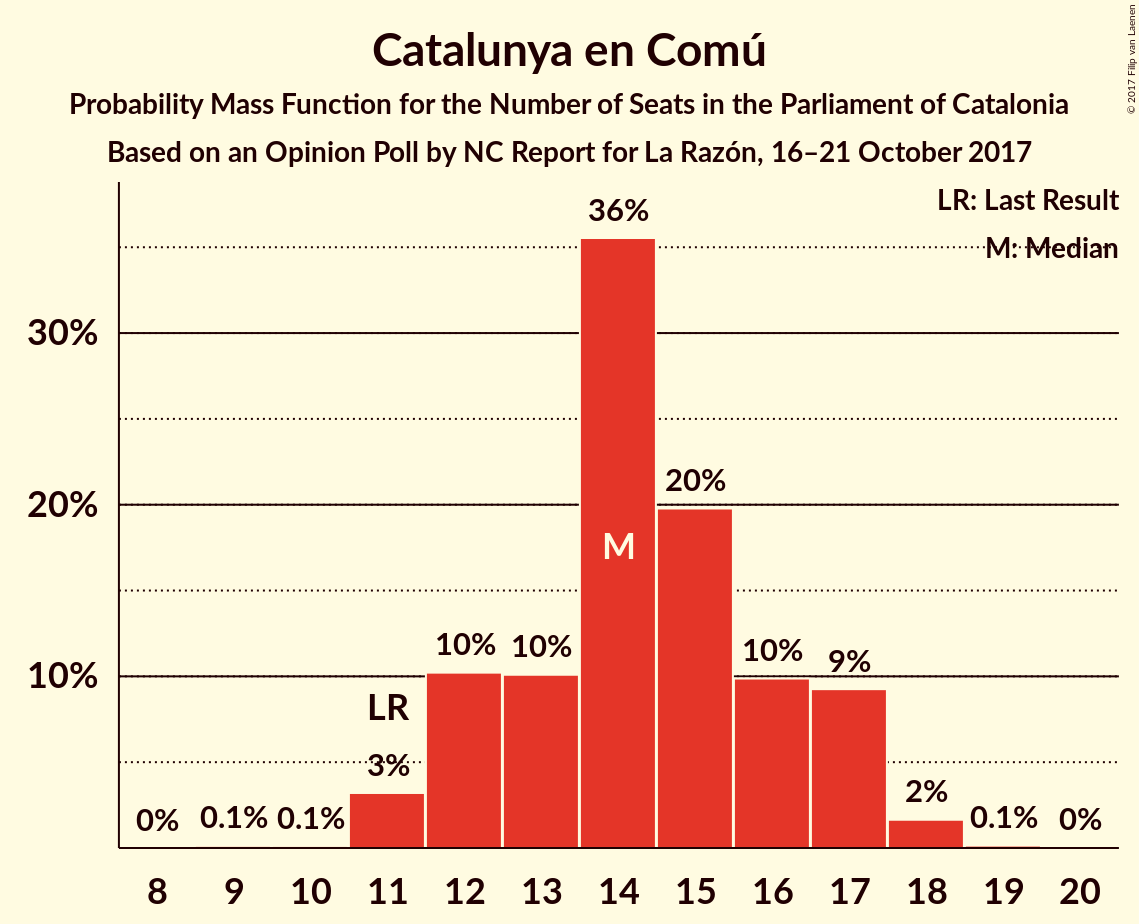 Catalunya en Comú
Probability Mass Function for the Number of Seats in the Parliament of Catalonia
Based on an Opinion Poll by NC Report for La Razón, 16–21 October 2017
© 2017 Filip van Laenen
LR: Last Result
M: Median
30%
20%
10%
0%
0.1%
0.1%
LR
3%
10%
10%
36%
M
20%
10%
9%
2%
0.1%
0%
8 9 10 11 12 13 14 15 16 17 18 19 20